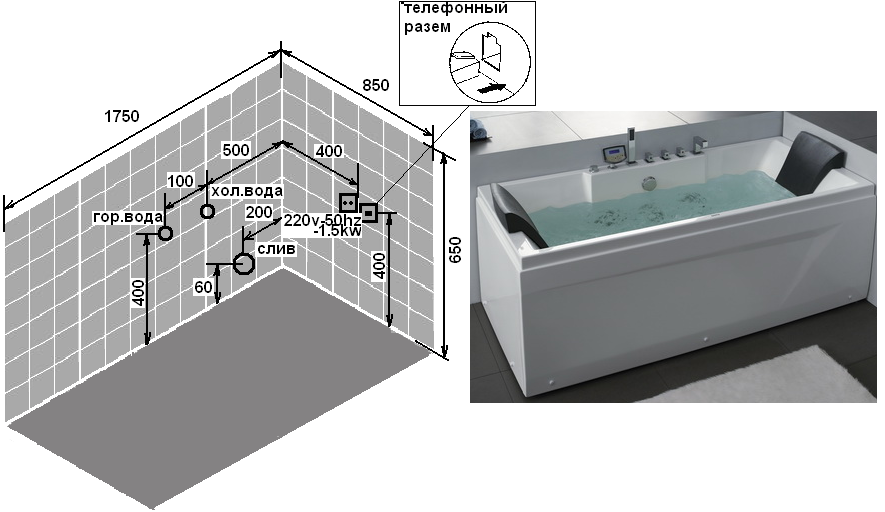 телефонный
разем
850
1750
500
400
100
хол.вода
гор.вода
200
220v-50hz
-1.5kw
слив
400
60
400
650